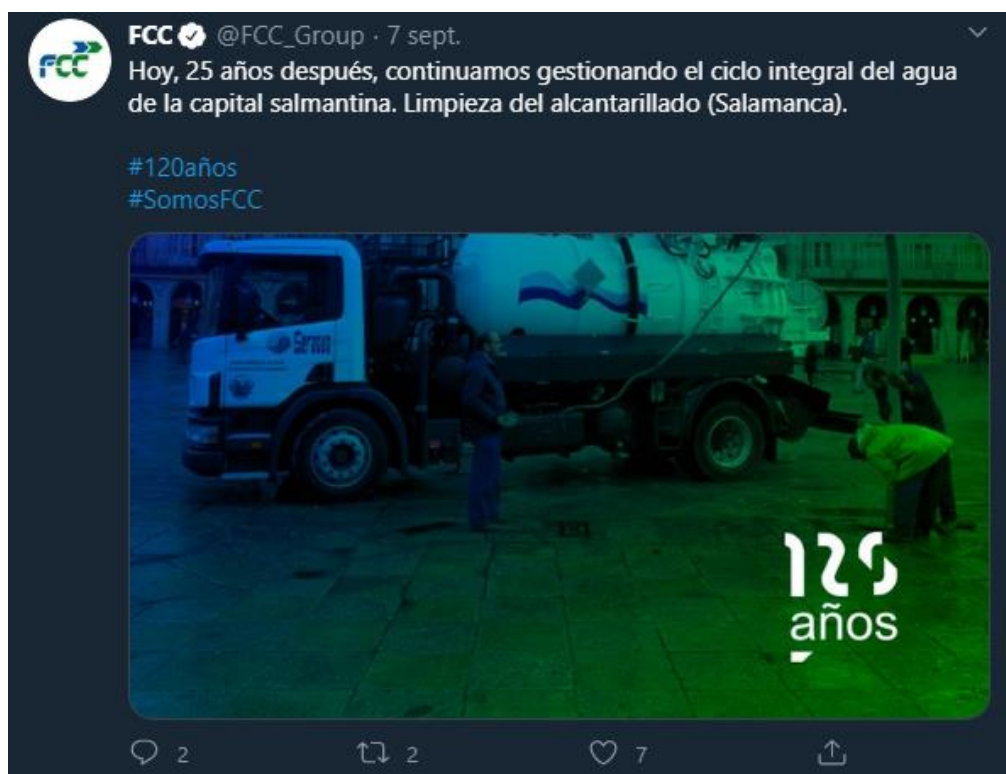 FCC @FCC_Group · 7 sept.
FCC
Hoy, 25 años después, continuamos gestionando el ciclo integral del agua
de la capital salmantina. Limpieza del alcantarillado (Salamanca).
#120años
#SomosFCC
120
años
2 2 7